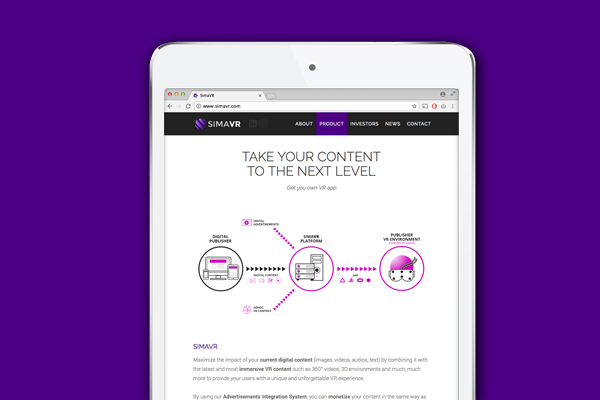 SimaVR
www.simavr.com
SIMAVR
ABOUT PRODUCT INVESTORS NEWS CONTACT
TAKE YOUR CONTENT
TO THE NEXT LEVEL
Get you own VR app
DIGITAL
ADVERTISEMENTS
DIGITAL
PUBLISHER
SIMAVR
PLATFORM
PUBLISHER
VR ENVIRONMENT
DIGITAL CONTENT
APP
ADHOC
VR CONTENT
SIMAVR
Maximize the impact of your current digital content (images, videos, audios, text) by combining it
with the latest and most immersive VR content such as 360° videos, 3D environments and much, much
more to provide your users with a unique and unforgettable VR experience.
By using our Advertisements Integration System, you can monetize your content in the same way as